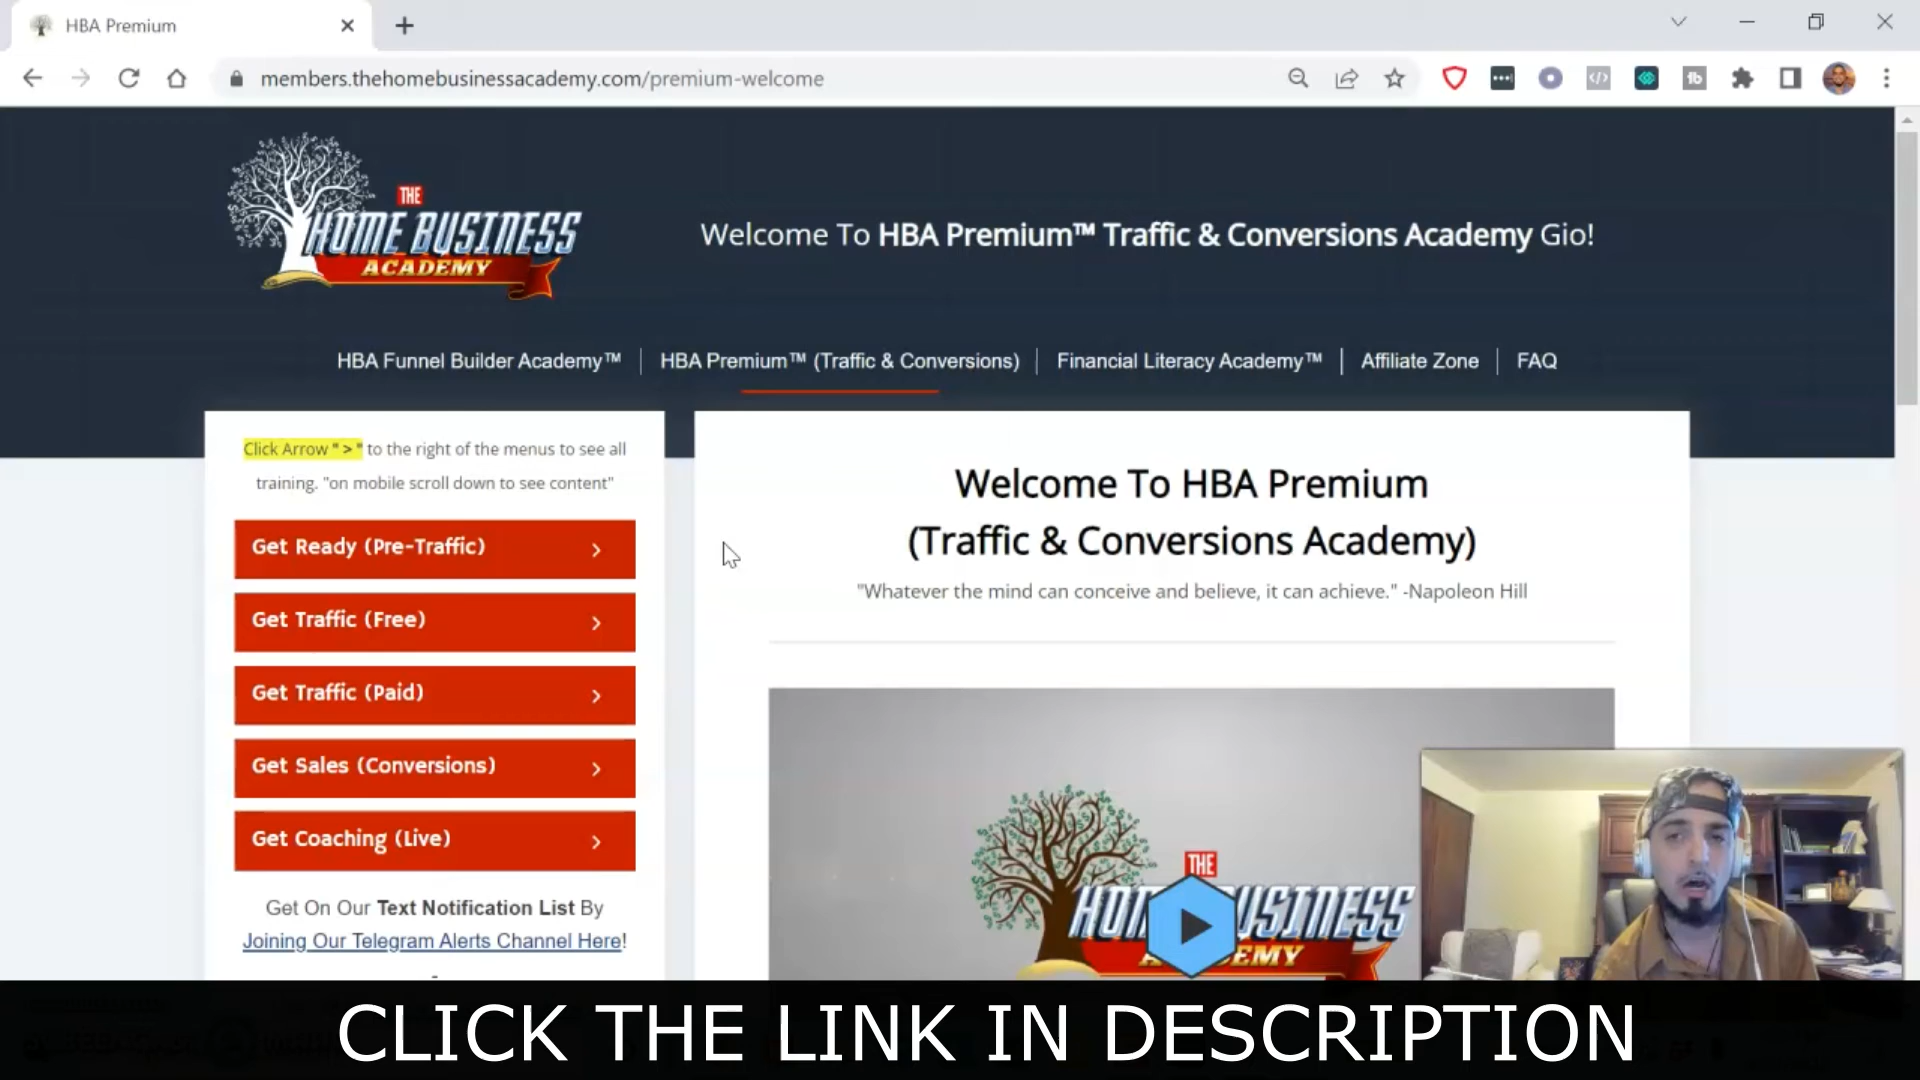 HBA Premium
members.thehomebusinessacademy.com/premium-welcome
THE
HOME BUSINESS
ACADEMY
Welcome To HBA Premium™ Traffic & Conversions Academy Gio!
HBA Funnel Builder Academy™
HBA Premium™ (Traffic & Conversions)
Financial Literacy Academy™
Affiliate Zone
FAQ
Click Arrow " > " to the right of the menus to see all
training. "on mobile scroll down to see content"
Get Ready (Pre-Traffic)
Get Traffic (Free)
Get Traffic (Paid)
Get Sales (Conversions)
Get Coaching (Live)
Get On Our Text Notification List By
Joining Our Telegram Alerts Channel Here!
Welcome To HBA Premium
(Traffic & Conversions Academy)
"Whatever the mind can conceive and believe, it can achieve." -Napoleon Hill
THE
CLICK THE LINK IN DESCRIPTION